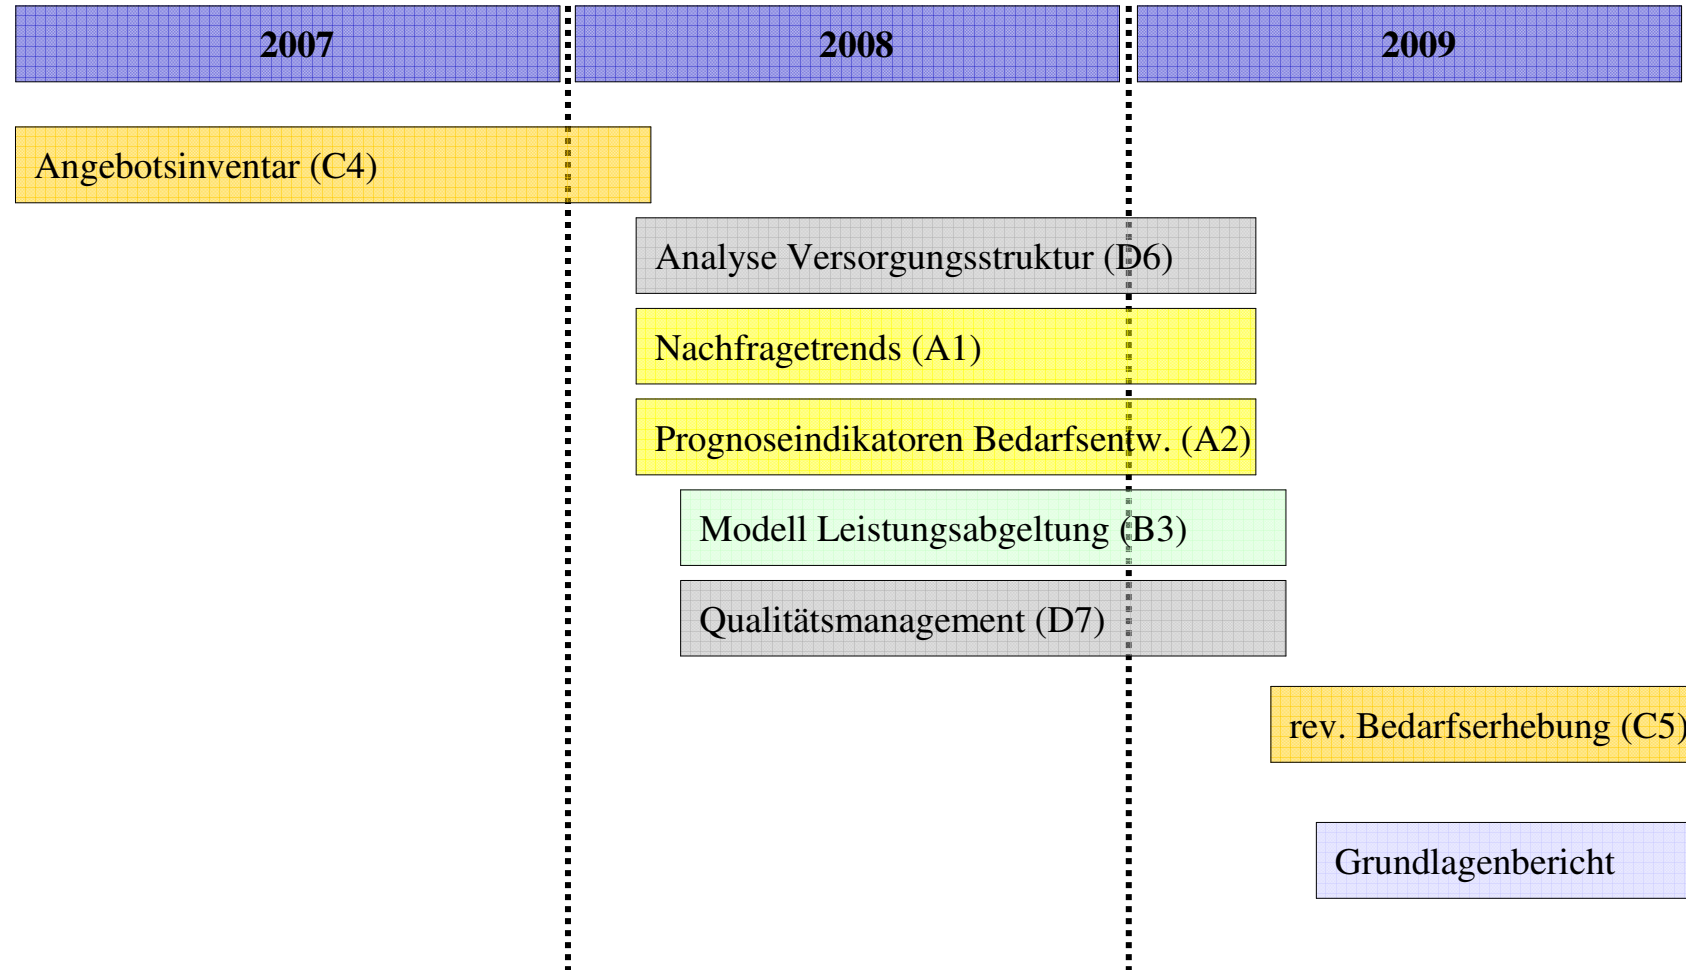 2007 2008 2009
Angebotsinventar (C4)
Analyse Versorgungsstruktur (D6)
Nachfragetrends (A1)
Prognoseindikatoren Bedarfsentw. (A2)
Modell Leistungsabgeltung (B3)
Qualitätsmanagement (D7)
rev. Bedarfserhebung (C5)
Grundlagenbericht